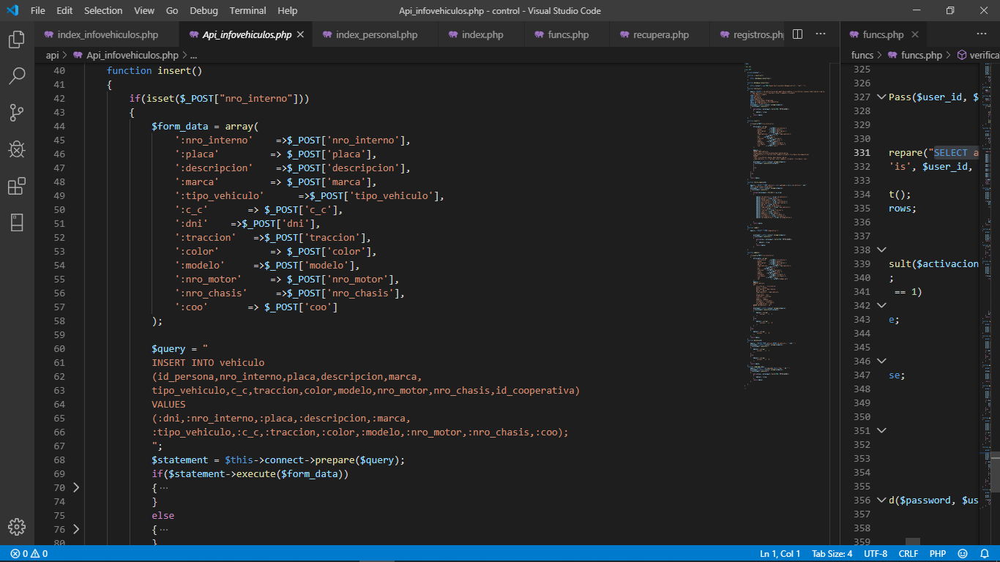 File Edit Selection View Go Debug Terminal Help Api_infovehiculos.php - control - Visual Studio Code
index_infovehiculos.php Api_infovehiculos.php index_personal.php index.php funcs.php recupera.php registros.php funcs.php
api > Api_infovehiculos.php > ...
funcs > funcs.php > verifica
40 function insert()
41 {
42 if(isset($_POST["nro_interno"]))
43 {
44 $form_data = array(
45 ':nro_interno' =>$_POST['nro_interno'],
46 ':placa' => $_POST['placa'],
47 ':descripcion' =>$_POST['descripcion'],
48 ':marca' => $_POST['marca'],
49 ':tipo_vehiculo' =>$_POST['tipo_vehiculo'],
50 ':c_c' => $_POST['c_c'],
51 ':dni' =>$_POST['dni'],
52 ':traccion' =>$_POST['traccion'],
53 ':color' => $_POST['color'],
54 ':modelo' =>$_POST['modelo'],
55 ':nro_motor' => $_POST['nro_motor'],
56 ':nro_chasis' =>$_POST['nro_chasis'],
57 ':coo' => $_POST['coo']
58 );
59
60 $query = "
61 INSERT INTO vehiculo
62 (id_persona,nro_interno,placa,descripcion,marca,
63 tipo_vehiculo,c_c,traccion,color,modelo,nro_motor,nro_chasis,id_cooperativa)
64 VALUES
65 (:dni,:nro_interno,:placa,:descripcion,:marca,
66 :tipo_vehiculo,:c_c,:traccion,:color,:modelo,:nro_motor,:nro_chasis,:coo);
67 ";
68 $statement = $this->connect->prepare($query);
69 if($statement->execute($form_data))
70 { ...
74 }
75 else
76 { ...
80 }
325
326
327 Pass($user_id, $
328
329
330
331 repare("SELECT a
332 'is', $user_id,
333
334 t();
335 rows;
336
337
338
339 sult($activacion
340 ;
341 == 1)
342
343 e;
344
345
346
347 se;
348
349
350
351
352
353
354
355
356 d($password, $us
357
358
359
0 0 Ln 1, Col 1 Tab Size: 4 UTF-8 CRLF PHP